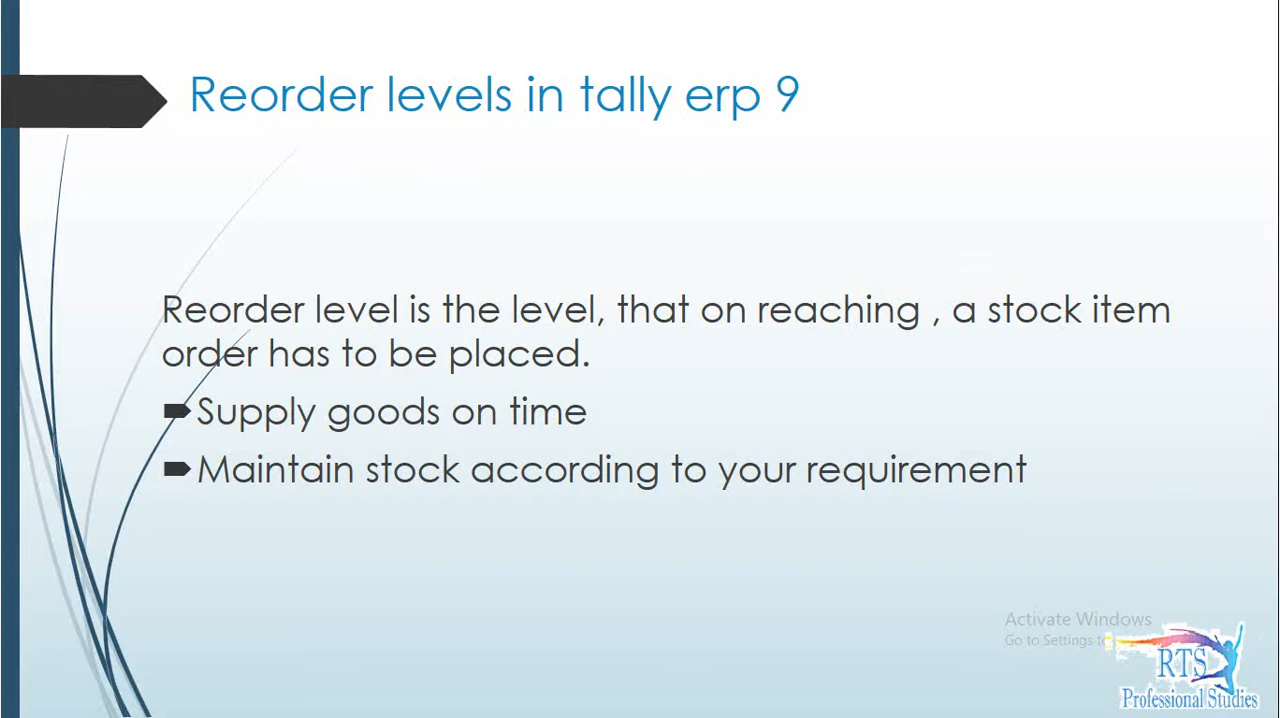 Reorder levels in tally erp 9
Reorder level is the level, that on reaching , a stock item
order has to be placed.
Supply goods on time
Maintain stock according to your requirement
Activate Windows
Go to Settings to
RTS
Professional Studies